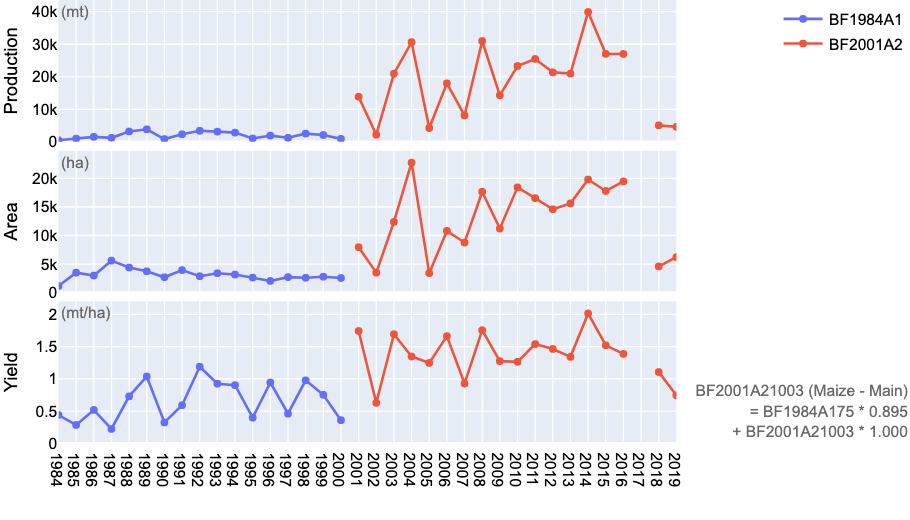 40k (mt)
30k
20k
10k
0
Production
BF1984A1
BF2001A2
(ha)
20k
15k
10k
5k
0
Area
2 (mt/ha)
1.5
1
0.5
0
Yield
BF2001A21003 (Maize - Main)
= BF1984A175 * 0.895
+ BF2001A21003 * 1.000
1984 1985 1986 1987 1988 1989 1990 1991 1992 1993 1994 1995 1996 1997 1998 1999 2000 2001 2002 2003 2004 2005 2006 2007 2008 2009 2010 2011 2012 2013 2014 2015 2016 2017 2018 2019